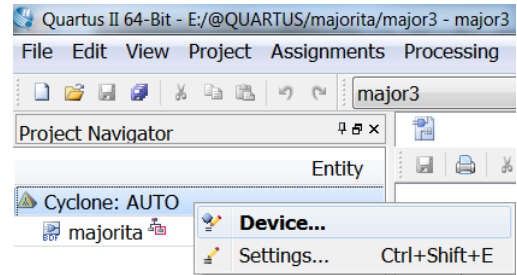 Quartus II 64-Bit - E:/@QUARTUS/majorita/major3 - major3
File Edit View Project Assignments Processing
major3
Project Navigator
Entity
Cyclone: AUTO
Device...
BDF majorita
Settings... Ctrl+Shift+E